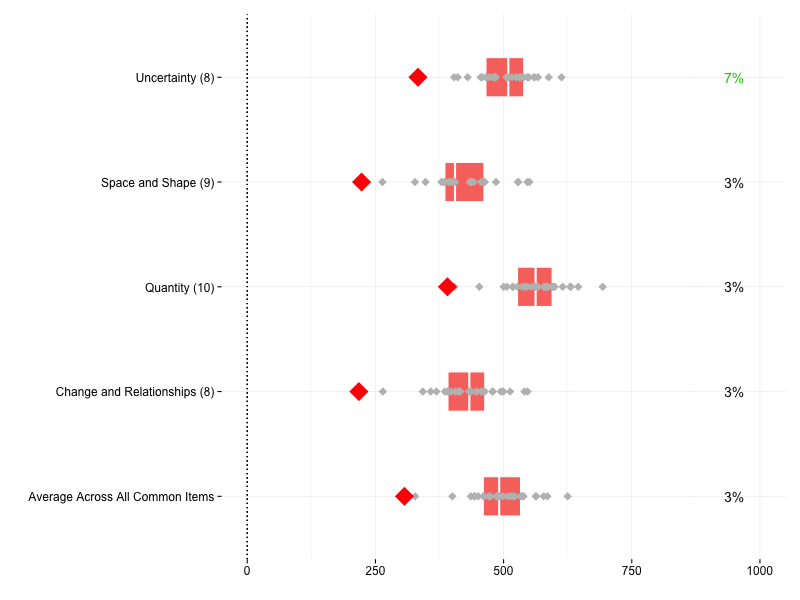 Uncertainty (8) 7%
Space and Shape (9) 3%
Quantity (10) 3%
Change and Relationships (8) 3%
Average Across All Common Items 3%
0 250 500 750 1000